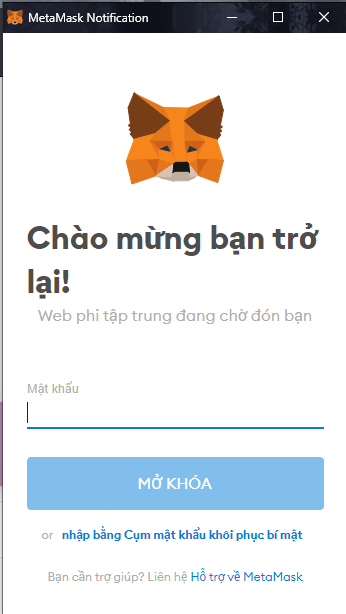 MetaMask Notification
Chào mừng bạn trở
lại!
Web phi tập trung đang chờ đón bạn
Mật khẩu
MỞ KHÓA
or nhập bằng Cụm mật khẩu khôi phục bí mật
Bạn cần trợ giúp? Liên hệ Hỗ trợ về MetaMask